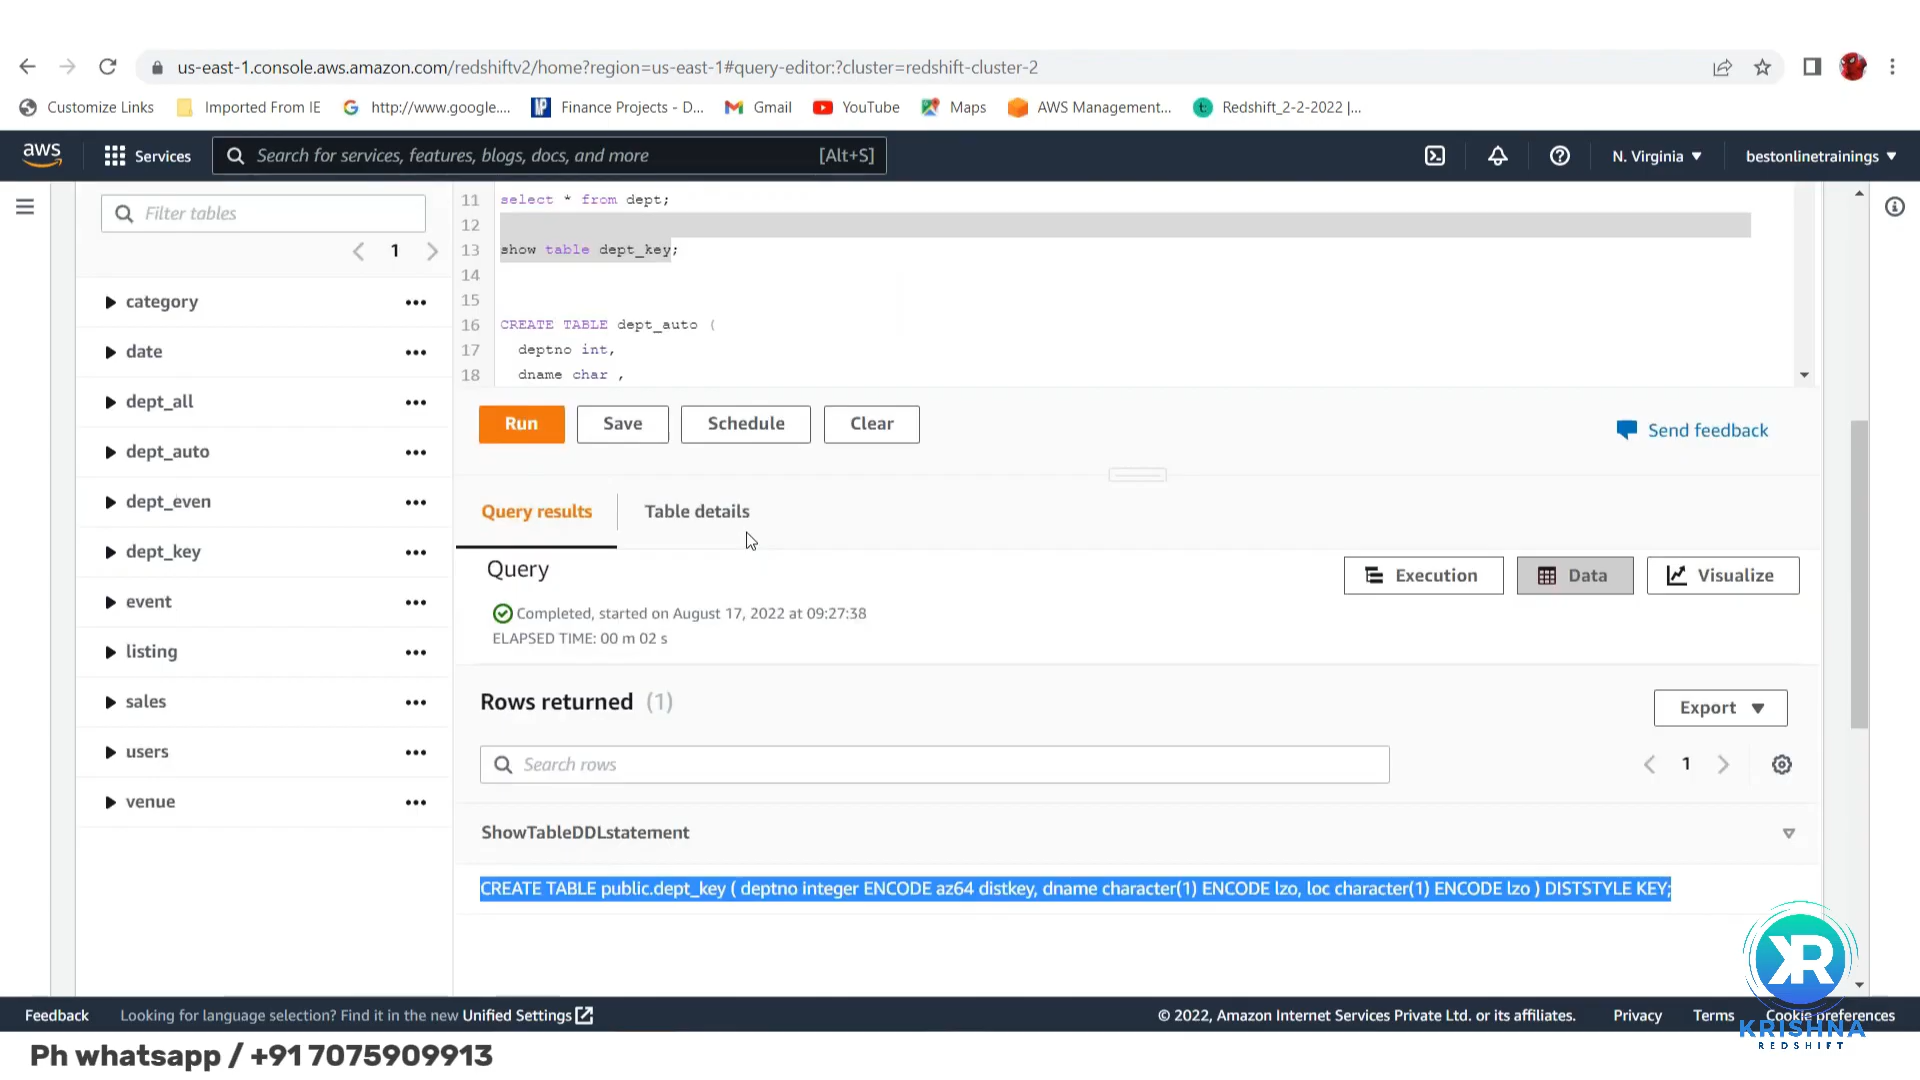 us-east-1.console.aws.amazon.com/redshiftv2/home?region=us-east-1#query-editor:?cluster=redshift-cluster-2
Customize Links Imported From IE http://www.google.... Finance Projects - D... Gmail YouTube Maps AWS Management... Redshift_2-2-2022 |...
aws Services Search for services, features, blogs, docs, and more [Alt+S] N. Virginia bestonlinetrainings
Filter tables
1
category
date
dept_all
dept_auto
dept_even
dept_key
event
listing
sales
users
venue
11 select * from dept;
12
13 show table dept_key;
14
15
16 CREATE TABLE dept_auto (
17 deptno int,
18 dname char ,
Run Save Schedule Clear
Send feedback
Query results Table details
Query
Execution Data Visualize
Completed, started on August 17, 2022 at 09:27:38
ELAPSED TIME: 00 m 02 s
Rows returned (1)
Export
Search rows
1
ShowTableDDLstatement
CREATE TABLE public.dept_key ( deptno integer ENCODE az64 distkey, dname character(1) ENCODE lzo, loc character(1) ENCODE lzo ) DISTSTYLE KEY;
KR
KRISHNA
REDSHIFT
Feedback Looking for language selection? Find it in the new Unified Settings © 2022, Amazon Internet Services Private Ltd. or its affiliates. Privacy Terms Cookie preferences
Ph whatsapp / +91 7075909913